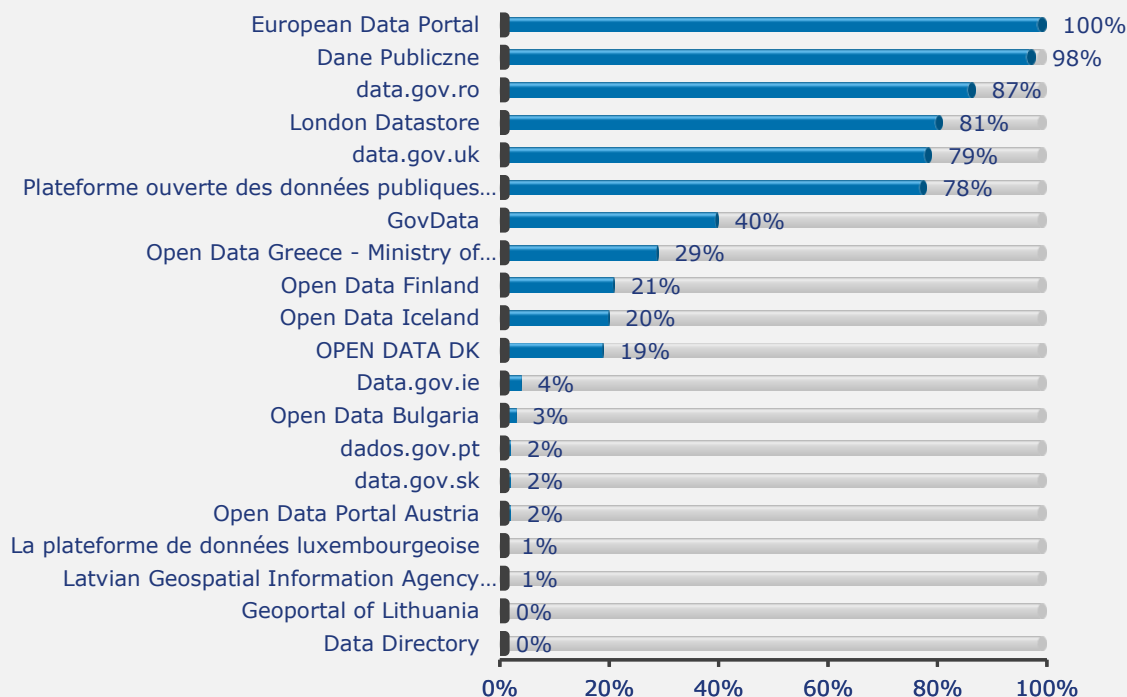 European Data Portal 100%
Dane Publiczne 98%
data.gov.ro 87%
London Datastore 81%
data.gov.uk 79%
Plateforme ouverte des données publiques... 78%
GovData 40%
Open Data Greece - Ministry of... 29%
Open Data Finland 21%
Open Data Iceland 20%
OPEN DATA DK 19%
Data.gov.ie 4%
Open Data Bulgaria 3%
dados.gov.pt 2%
data.gov.sk 2%
Open Data Portal Austria 2%
La plateforme de données luxembourgeoise 1%
Latvian Geospatial Information Agency... 1%
Geoportal of Lithuania 0%
Data Directory 0%
0% 20% 40% 60% 80% 100%